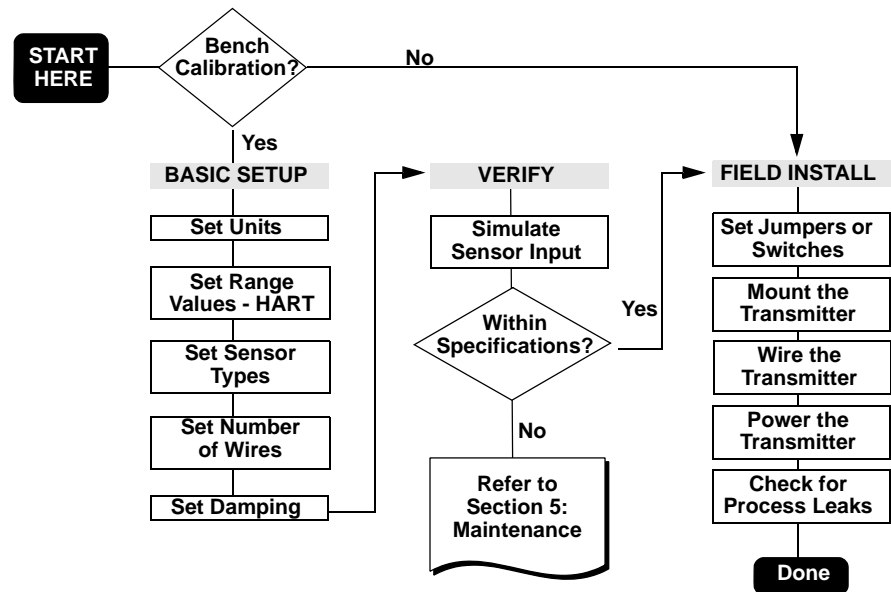 START
HERE
Bench
Calibration?
No
Yes
BASIC SETUP
Set Units
Set Range
Values - HART
Set Sensor
Types
Set Number
of Wires
Set Damping
VERIFY
Simulate
Sensor Input
Within
Specifications?
Yes
No
Refer to
Section 5:
Maintenance
FIELD INSTALL
Set Jumpers or
Switches
Mount the
Transmitter
Wire the
Transmitter
Power the
Transmitter
Check for
Process Leaks
Done